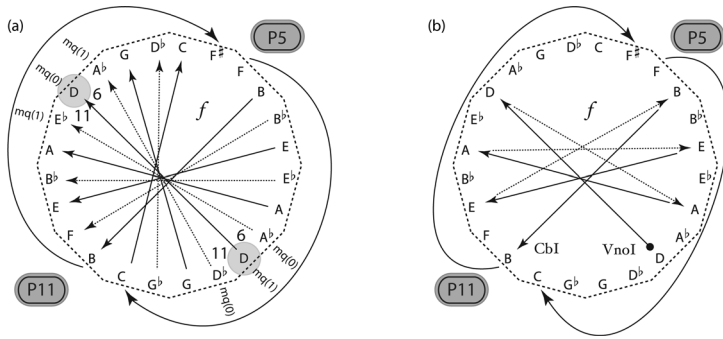 (a)
P5
mq(1)
mq(0)
mq(1)
A♭
G
D♭
C
F♯
F
B
B♭
E
E♭
A
A♭
D
D♭
G
G♭
C
B
F
E
B♭
A
E♭
D
6
11
f
6
11
mq(0)
mq(1)
mq(0)
P11
(b)
P5
A♭
G
D♭
C
F♯
F
B
B♭
E
E♭
A
A♭
D
D♭
G
G♭
C
B
F
E
B♭
A
E♭
D
f
CbI
VnoI
P11